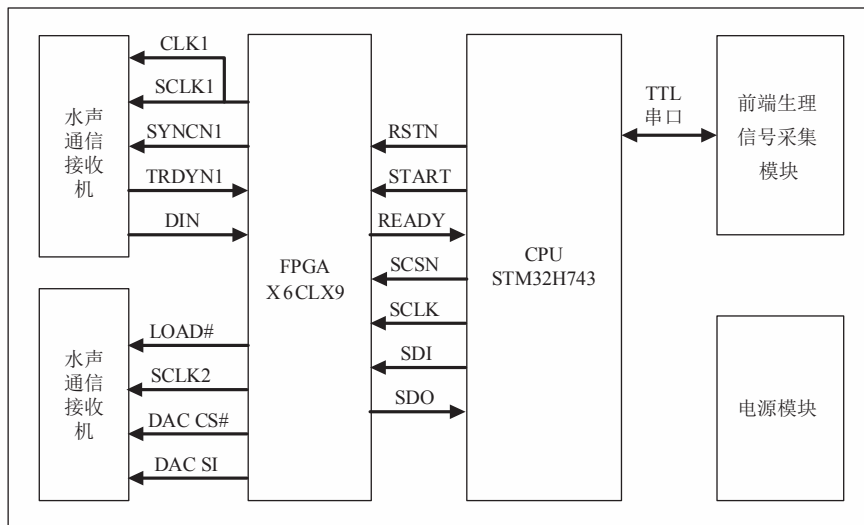 水声
通信
接收
机
CLK1
SCLK1
SYNCN1
TRDYN1
DIN
水声
通信
接收
机
LOAD#
SCLK2
DAC CS#
DAC SI
FPGA
X6CLX9
RSTN
START
READY
SCSN
SCLK
SDI
SDO
CPU
STM32H743
TTL
串口
前端生理
信号采集
模块
电源模块